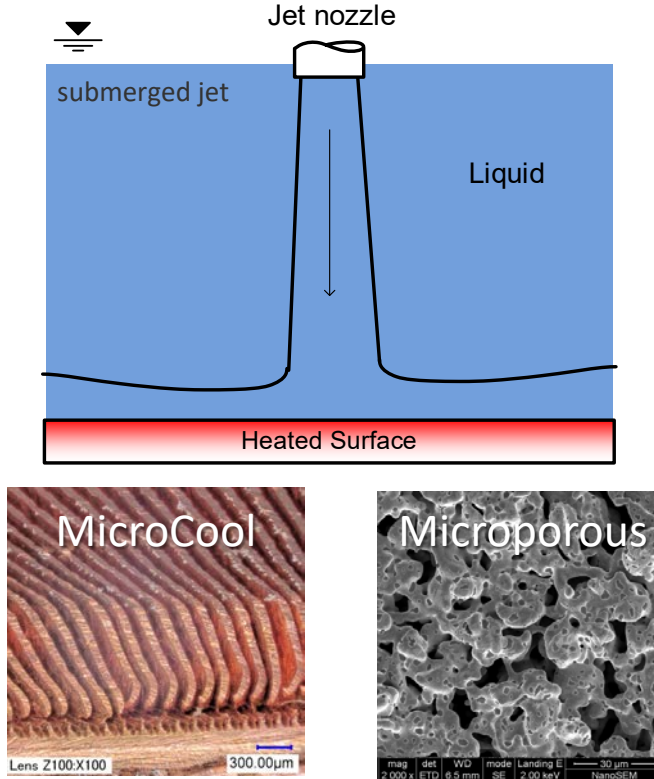 Jet nozzle
submerged jet
Liquid
Heated Surface
MicroCool
Microporous
Lens Z100:X100
300.00µm
mag det WD mode Landing E 30 µm
2 000 x ETD 6.5 mm SE 2.00 keV NanoSEM